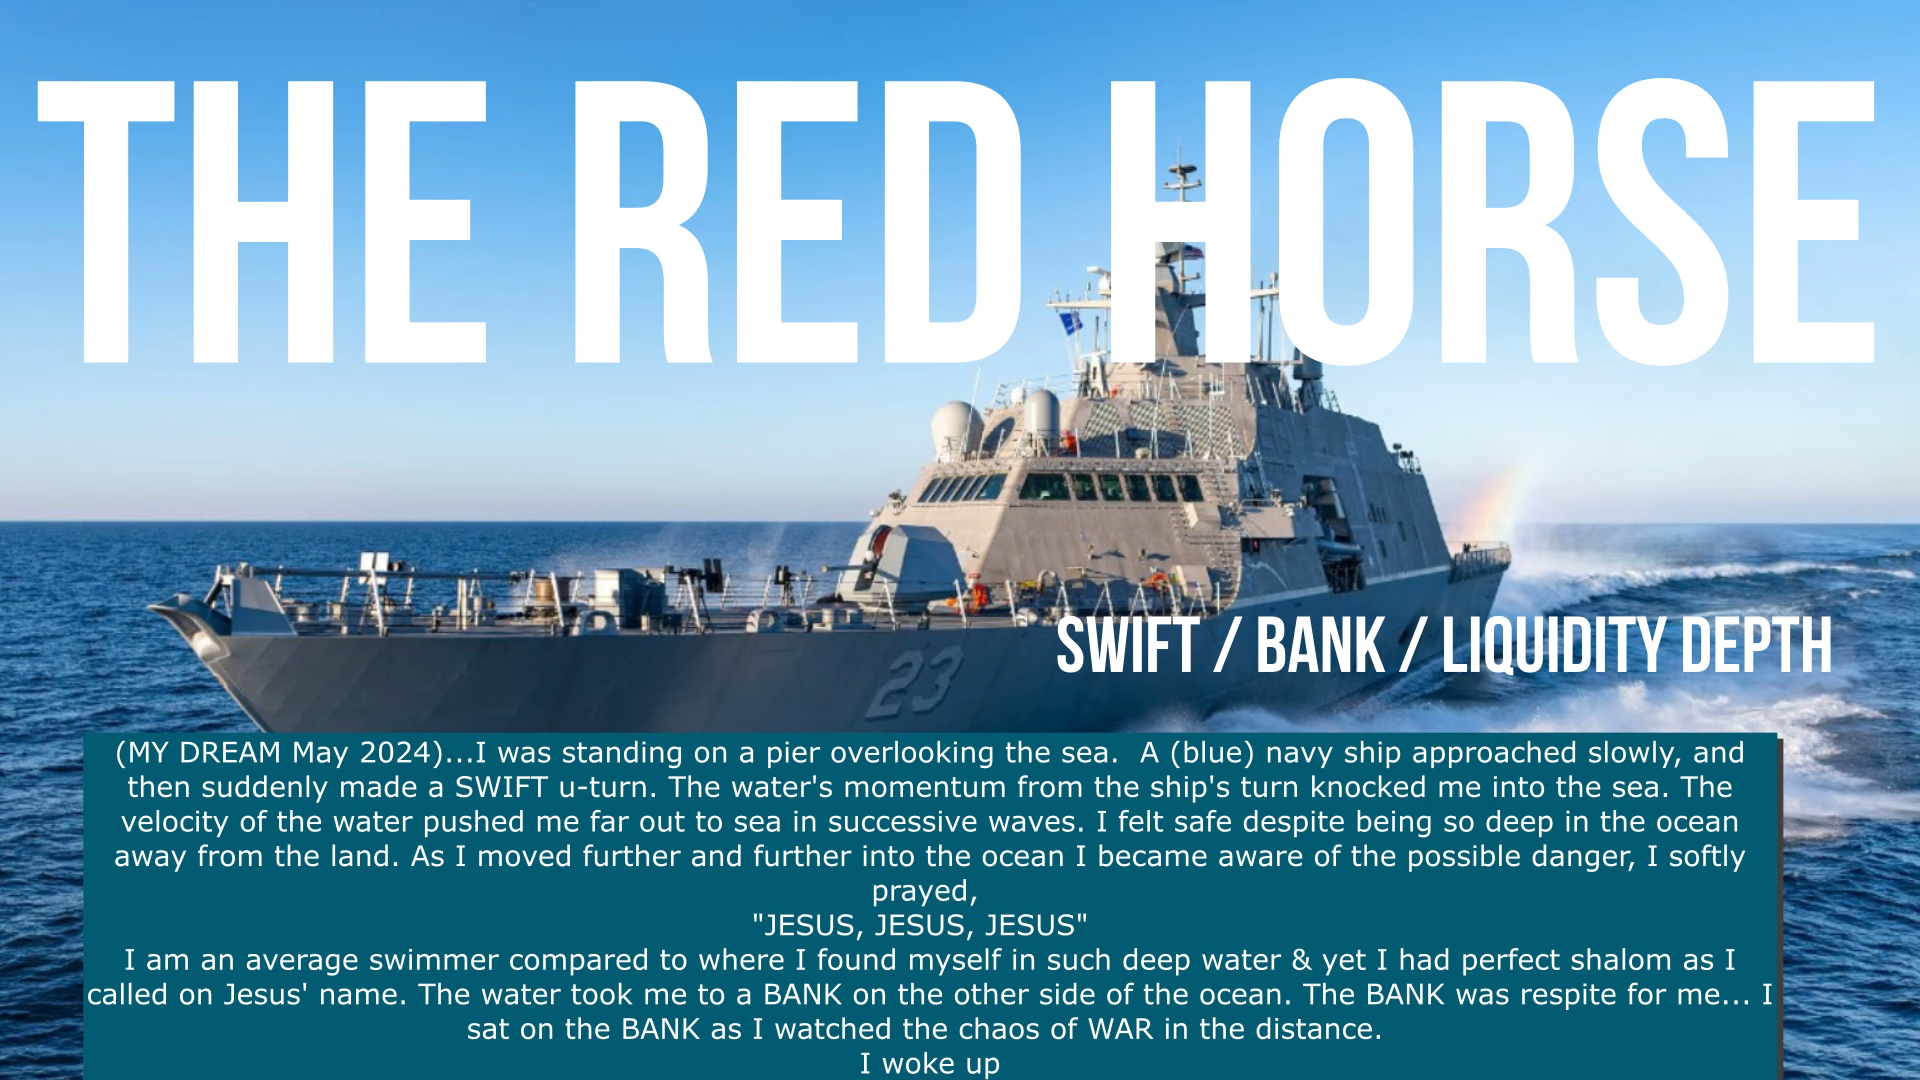 THE RED HORSE
SWIFT / BANK / LIQUIDITY DEPTH
23
(MY DREAM May 2024)...I was standing on a pier overlooking the sea.  A (blue) navy ship approached slowly, and
then suddenly made a SWIFT u-turn. The water's momentum from the ship's turn knocked me into the sea. The
velocity of the water pushed me far out to sea in successive waves. I felt safe despite being so deep in the ocean
away from the land. As I moved further and further into the ocean I became aware of the possible danger, I softly
prayed,
"JESUS, JESUS, JESUS"
I am an average swimmer compared to where I found myself in such deep water & yet I had perfect shalom as I
called on Jesus' name. The water took me to a BANK on the other side of the ocean. The BANK was respite for me... I
sat on the BANK as I watched the chaos of WAR in the distance.
I woke up